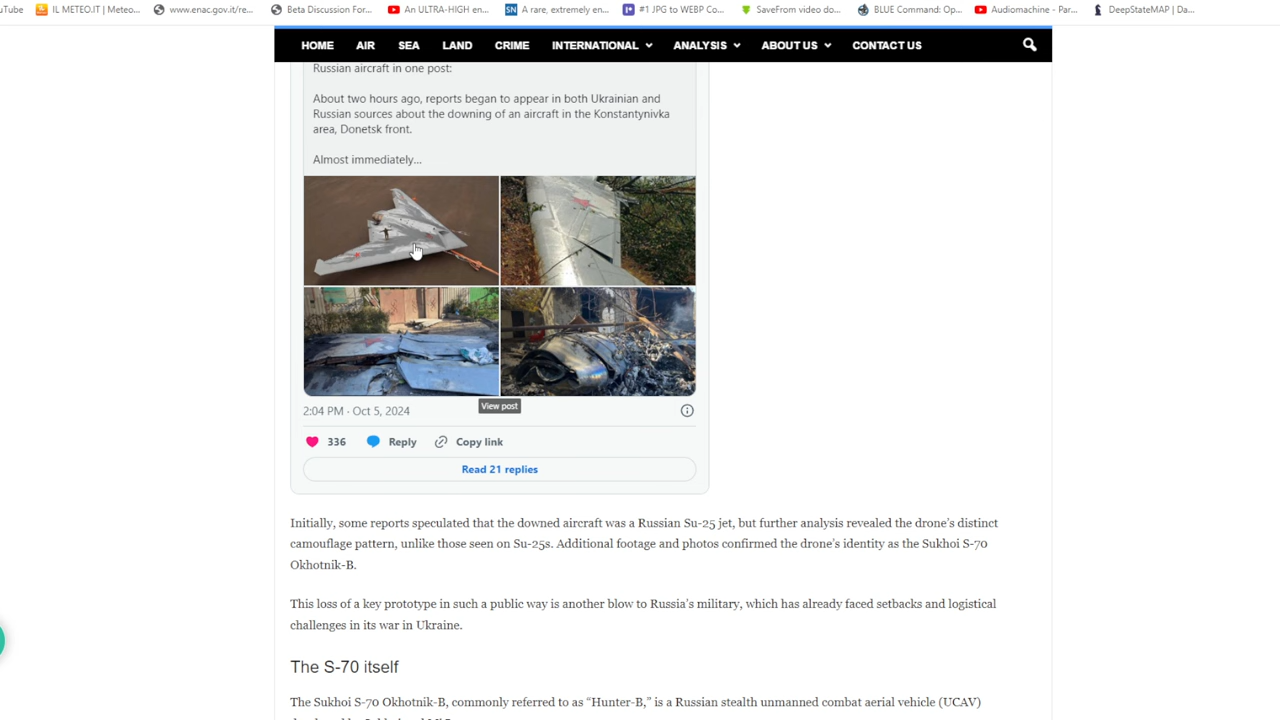 uTube
IL METEO.IT | Meteo...
www.enac.gov.it/re...
Beta Discussion For...
An ULTRA-HIGH en...
SN
A rare, extremely en...
#1 JPG to WEBP Co...
SaveFrom video do...
BLUE Command: Op...
Audiomachine - Par...
DeepStateMAP | Da...
HOME AIR SEA LAND CRIME INTERNATIONAL ANALYSIS ABOUT US CONTACT US
Russian aircraft in one post:
About two hours ago, reports began to appear in both Ukrainian and
Russian sources about the downing of an aircraft in the Konstantynivka
area, Donetsk front.
Almost immediately...
View post
2:04 PM · Oct 5, 2024
336 Reply Copy link
Read 21 replies
Initially, some reports speculated that the downed aircraft was a Russian Su-25 jet, but further analysis revealed the drone's distinct
camouflage pattern, unlike those seen on Su-25s. Additional footage and photos confirmed the drone's identity as the Sukhoi S-70
Okhotnik-B.
This loss of a key prototype in such a public way is another blow to Russia's military, which has already faced setbacks and logistical
challenges in its war in Ukraine.
The S-70 itself
The Sukhoi S-70 Okhotnik-B, commonly referred to as “Hunter-B,” is a Russian stealth unmanned combat aerial vehicle (UCAV)